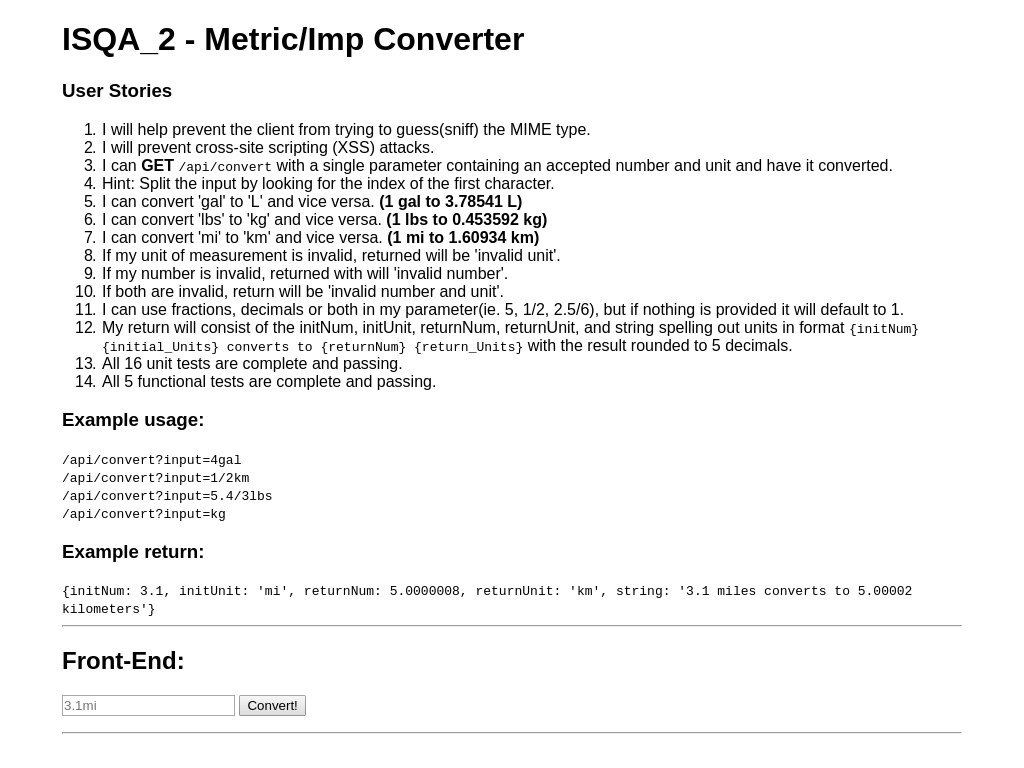 ISQA_2 - Metric/Imp Converter
User Stories
1. I will help prevent the client from trying to guess(sniff) the MIME type.
2. I will prevent cross-site scripting (XSS) attacks.
3. I can GET /api/convert with a single parameter containing an accepted number and unit and have it converted.
4. Hint: Split the input by looking for the index of the first character.
5. I can convert 'gal' to 'L' and vice versa. (1 gal to 3.78541 L)
6. I can convert 'lbs' to 'kg' and vice versa. (1 lbs to 0.453592 kg)
7. I can convert 'mi' to 'km' and vice versa. (1 mi to 1.60934 km)
8. If my unit of measurement is invalid, returned will be 'invalid unit'.
9. If my number is invalid, returned with will 'invalid number'.
10. If both are invalid, return will be 'invalid number and unit'.
11. I can use fractions, decimals or both in my parameter(ie. 5, 1/2, 2.5/6), but if nothing is provided it will default to 1.
12. My return will consist of the initNum, initUnit, returnNum, returnUnit, and string spelling out units in format {initNum}
{initial_Units} converts to {returnNum} {return_Units} with the result rounded to 5 decimals.
13. All 16 unit tests are complete and passing.
14. All 5 functional tests are complete and passing.
Example usage:
/api/convert?input=4gal
/api/convert?input=1/2km
/api/convert?input=5.4/3lbs
/api/convert?input=kg
Example return:
{initNum: 3.1, initUnit: 'mi', returnNum: 5.0000008, returnUnit: 'km', string: '3.1 miles converts to 5.00002
kilometers'}
Front-End:
3.1mi Convert!